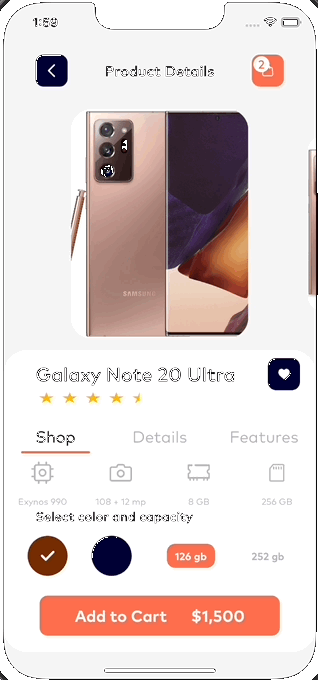 1:59
Product Details
2
SAMSUNG
Galaxy Note 20 Ultra
Shop Details Features
Exynos 990 108 + 12 mp 8 GB 256 GB
Select color and capacity
126 gb 252 gb
Add to Cart $1,500